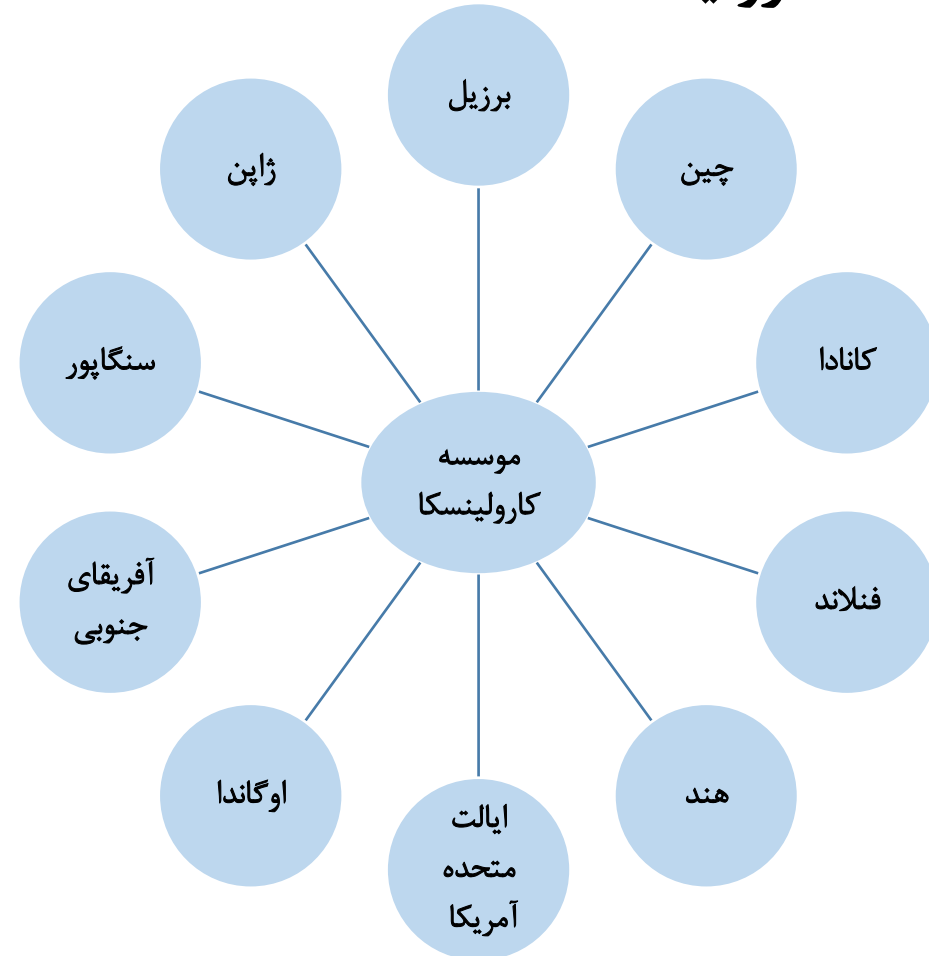 برزیل
چین
ژاپن
کانادا
سنگاپور
موسسه
کارولینسکا
آفریقای
جنوبی
فنلاند
اوگاندا
هند
ایالت
متحده
آمریکا